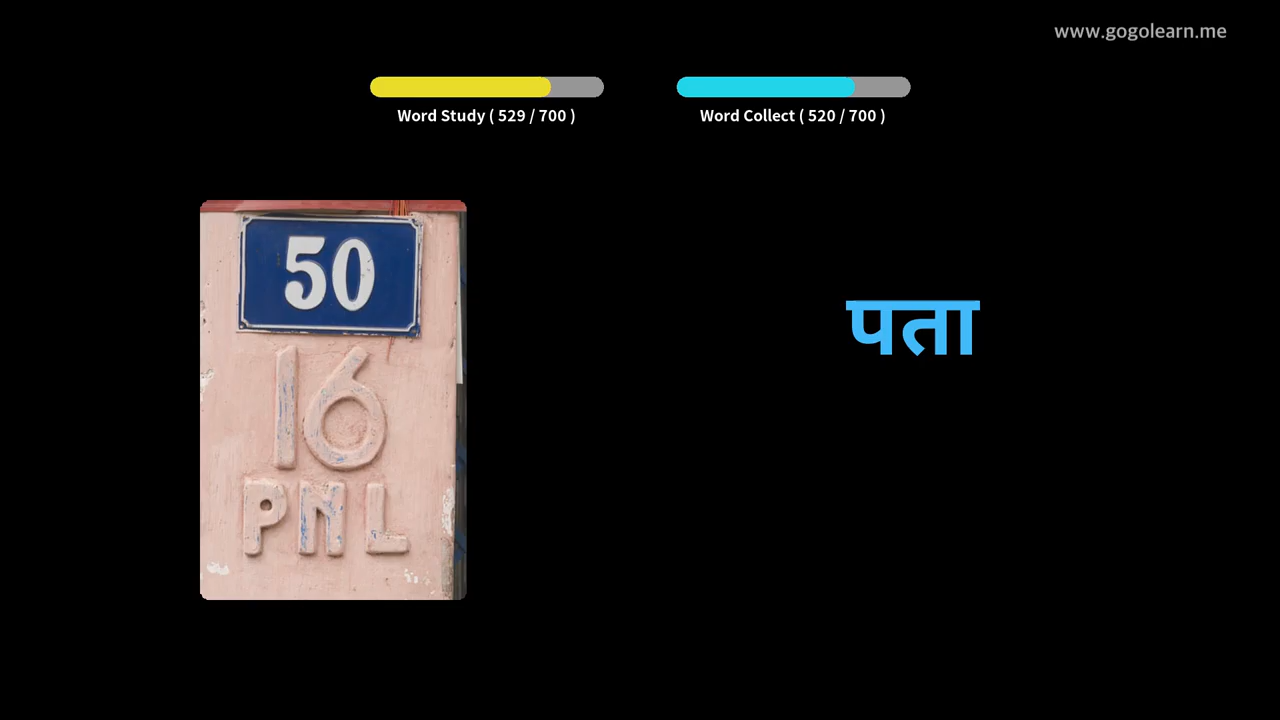 www.gogolearn.me
Word Study ( 529 / 700 )
Word Collect ( 520 / 700 )
50
16
PNL
पता